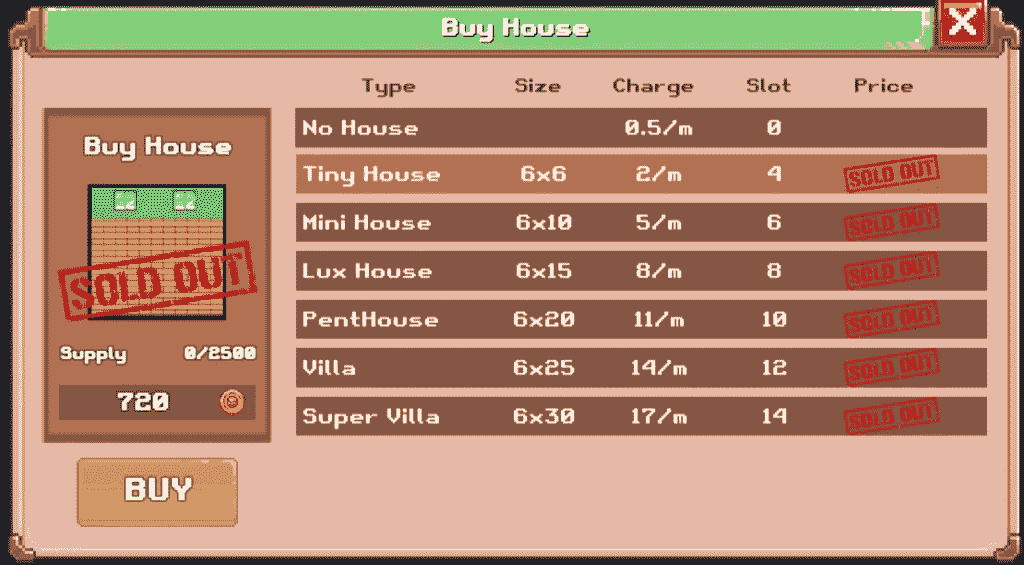 Buy House
Type Size Charge Slot Price
Buy House
SOLD OUT
Supply 0/2500
720
BUY
No House 0.5/m 0
Tiny House 6x6 2/m 4 SOLD OUT
Mini House 6x10 5/m 6 SOLD OUT
Lux House 6x15 8/m 8 SOLD OUT
PentHouse 6x20 11/m 10 SOLD OUT
Villa 6x25 14/m 12 SOLD OUT
Super Villa 6x30 17/m 14 SOLD OUT